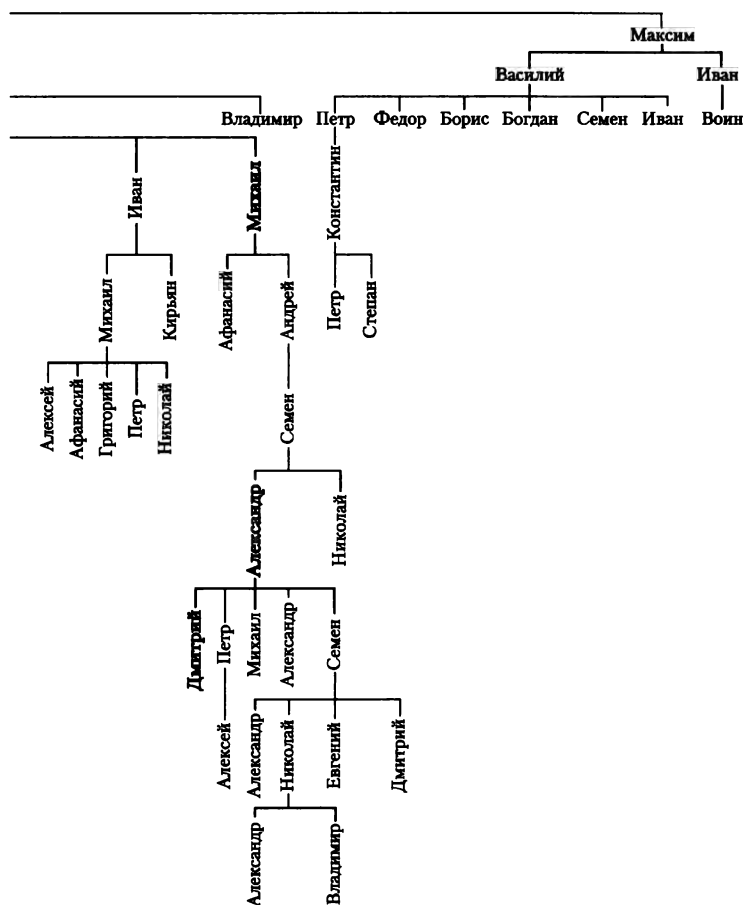 Максим
Василий Иван
Владимир Петр Федор Борис Богдан Семен Иван Воин
Иван Михаил Константин
Михаил Кирьян Афанасий Андрей Петр Степан
Алексей Афанасий Григорий Петр Николай Семен
Александр Николай
Дмитрий Петр Михаил Александр Семен
Алексей Александр Николай Евгений Дмитрий
Александр Владимир